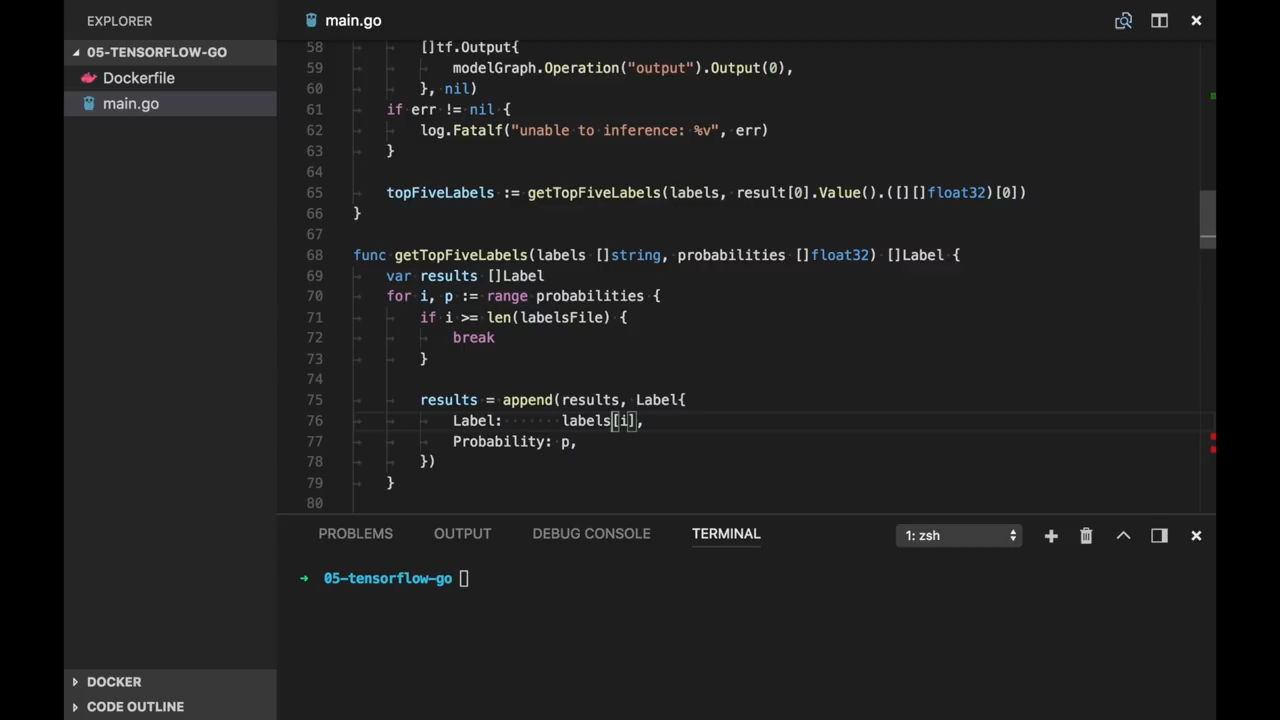 EXPLORER
main.go
05-TENSORFLOW-GO
Dockerfile
main.go
58 []tf.Output{
59 modelGraph.Operation("output").Output(0),
60 }, nil)
61 if err != nil {
62 log.Fatalf("unable to inference: %v", err)
63 }
64
65 topFiveLabels := getTopFiveLabels(labels, result[0].Value().([][]float32)[0])
66 }
67
68 func getTopFiveLabels(labels []string, probabilities []float32) []Label {
69 var results []Label
70 for i, p := range probabilities {
71 if i >= len(labelsFile) {
72 break
73 }
74
75 results = append(results, Label{
76 Label: labels[i],
77 Probability: p,
78 })
79 }
80
PROBLEMS OUTPUT DEBUG CONSOLE TERMINAL 1: zsh
➜ 05-tensorflow-go
DOCKER
CODE OUTLINE